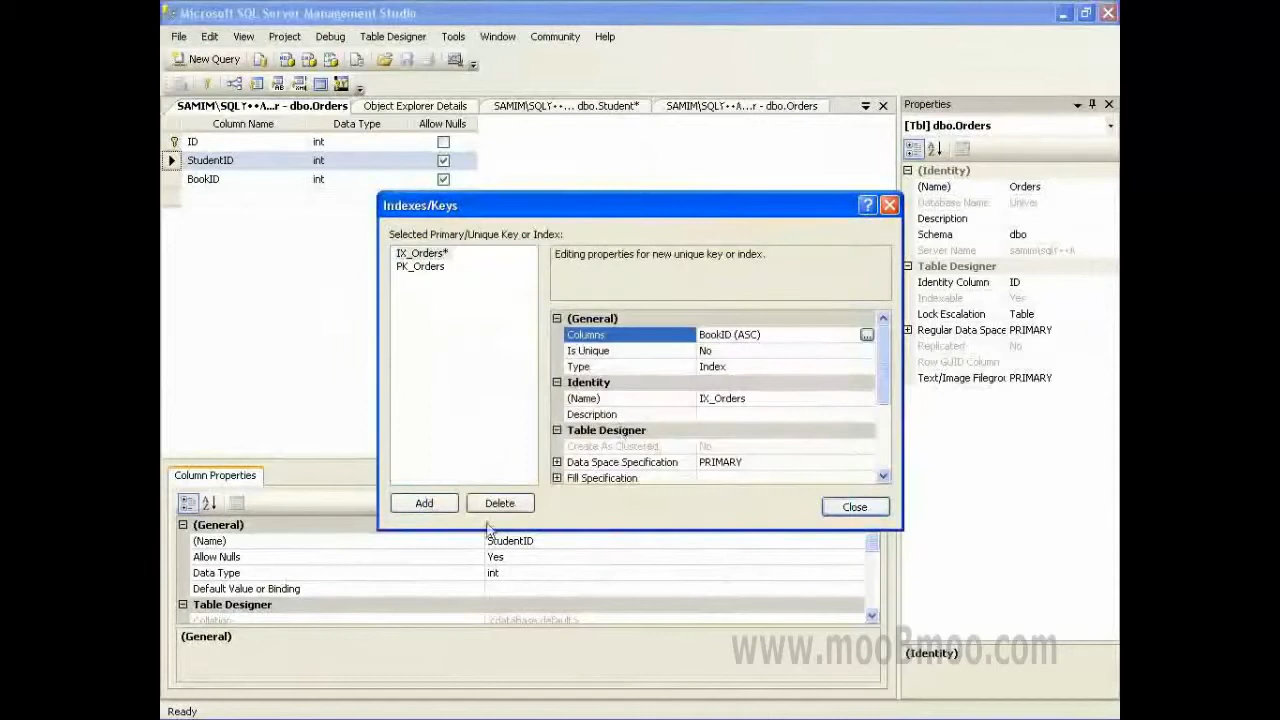 Microsoft SQL Server Management Studio
File Edit View Project Debug Table Designer Tools Window Community Help
New Query
SAMIM\SQL۲۰۰۸...r - dbo.Orders Object Explorer Details SAMIM\SQL۲۰۰... dbo.Student* SAMIM\SQL۲۰۰۸...r - dbo.Orders
Column Name Data Type Allow Nulls
ID int
StudentID int
BookID int
Properties
[Tbl] dbo.Orders
(Identity)
(Name) Orders
Database Name Univer
Description
Schema dbo
Server Name samim\sql۲۰۰۸
Table Designer
Identity Column ID
Indexable Yes
Lock Escalation Table
Regular Data Space PRIMARY
Replicated No
Row GUID Column
Text/Image Filegro PRIMARY
(Identity)
Indexes/Keys
Selected Primary/Unique Key or Index:
IX_Orders*
PK_Orders
Editing properties for new unique key or index.
(General)
Columns BookID (ASC)
Is Unique No
Type Index
Identity
(Name) IX_Orders
Description
Table Designer
Create As Clustered No
Data Space Specification PRIMARY
Fill Specification
Add Delete Close
Column Properties
(General)
(Name) StudentID
Allow Nulls Yes
Data Type int
Default Value or Binding
Table Designer
Collation <database default>
(General)
www.mooBmoo.com
Ready